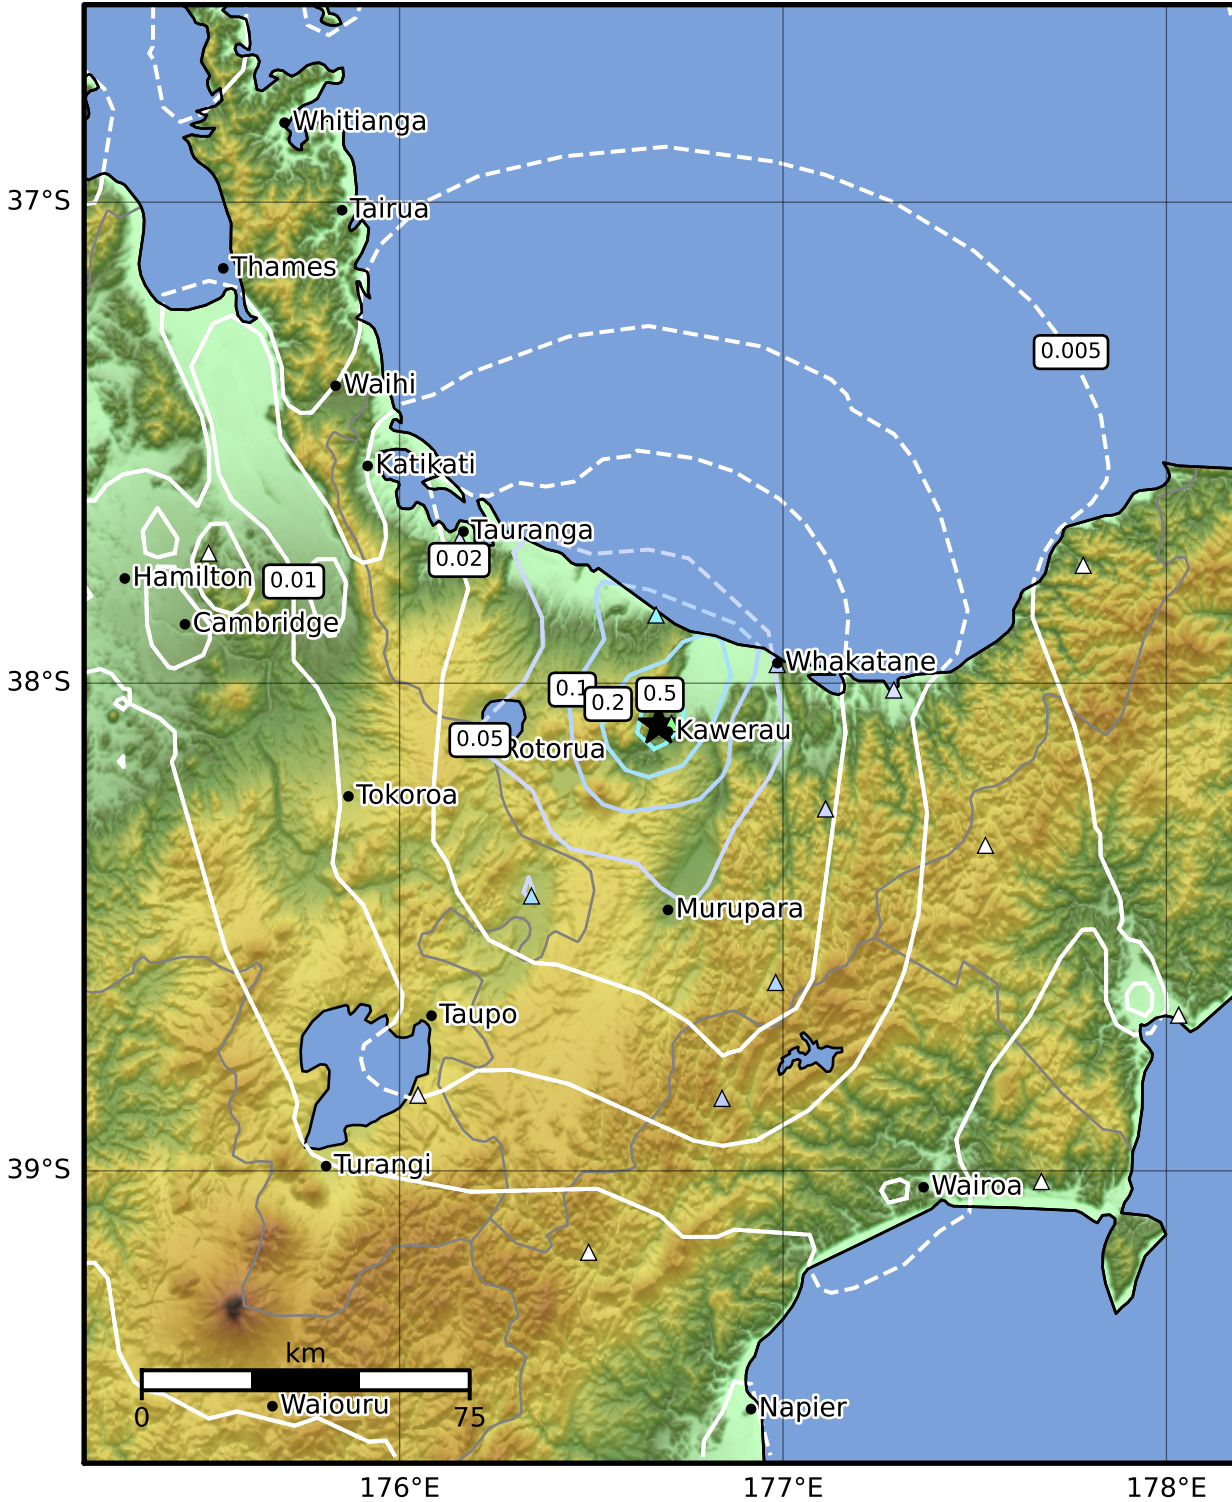 Whitianga
37°S
Tairua
Thames
0.005
Waihi
Katikati
Tauranga
0.02
Hamilton
0.01
Cambridge
38°S
Whakatane
0.1
0.2
0.5
0.05
Rotorua
Kawerau
Tokoroa
Murupara
Taupo
39°S
Turangi
Wairoa
km
0
75
Waiouru
Napier
176°E
177°E
178°E